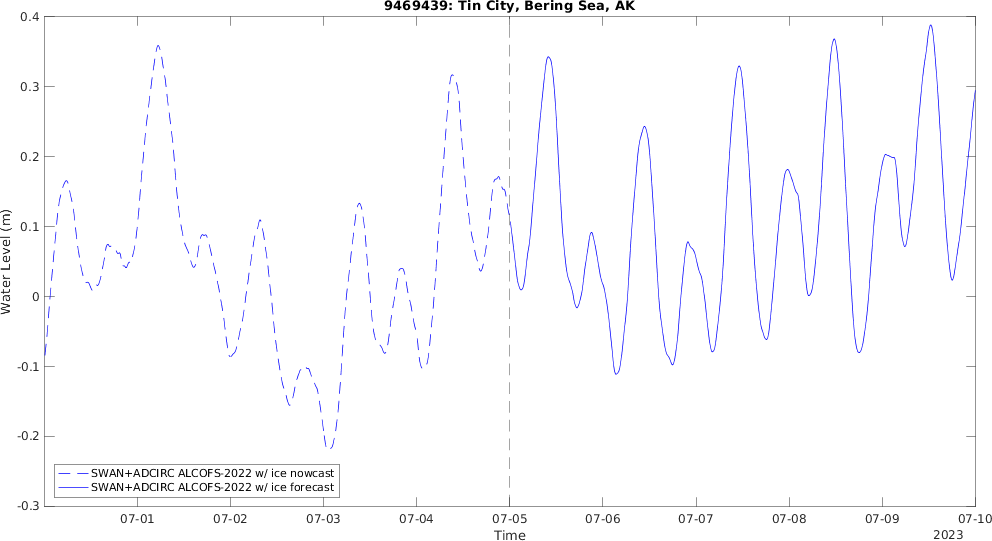 9469439: Tin City, Bering Sea, AK
0.4
0.3
0.2
0.1
0
-0.1
-0.2
-0.3
Water Level (m)
SWAN+ADCIRC ALCOFS-2022 w/ ice nowcast
SWAN+ADCIRC ALCOFS-2022 w/ ice forecast
07-01 07-02 07-03 07-04 07-05 07-06 07-07 07-08 07-09 07-10
Time
2023